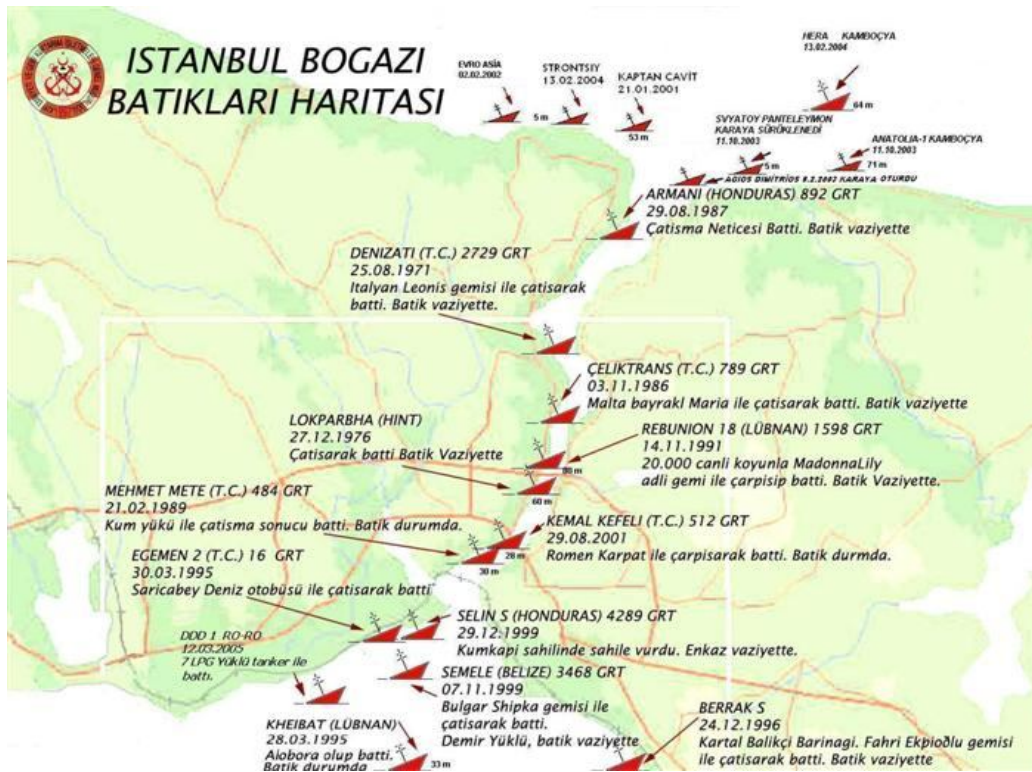 ISTANBUL BOGAZI
BATIKLARI HARITASI
EVRO ASİA
02.02.2002
STRONTSIY
13.02.2004
KAPTAN CAVİT
21.01.2001
HERA KAMBOÇYA
13.02.2004
5 m
53 m
64 m
SVYATOY PANTELEYMON
KARAYA SÜRÜKLENEDİ
11.10.2003
5 m
ANATOLIA-1 KAMBOÇYA
11.10.2003
71 m
AGIOS DIMITRİOS 9.2.2002 KARAYA OTURDU
ARMANI (HONDURAS) 892 GRT
29.08.1987
Çatisma Neticesi Batti. Batik vaziyette
DENIZATI (T.C.) 2729 GRT
25.08.1971
Italyan Leonis gemisi ile çatisarak
batti. Batik vaziyette.
ÇELIKTRANS (T.C.) 789 GRT
03.11.1986
Malta bayrakl Maria ile çatisarak batti. Batik vaziyette
LOKPARBHA (HINT)
27.12.1976
Çatisarak batti Batik Vaziyette
REBUNION 18 (LÜBNAN) 1598 GRT
14.11.1991
20.000 canli koyunla MadonnaLily
adli gemi ile çarpisip batti. Batik Vaziyette.
60 m
MEHMET METE (T.C.) 484 GRT
21.02.1989
Kum yükü ile çatisma sonucu batti. Batik durumda.
KEMAL KEFELI (T.C.) 512 GRT
29.08.2001
Romen Karpat ile çarpisarak batti. Batik durmda.
28 m
30 m
EGEMEN 2 (T.C.) 16 GRT
30.03.1995
Saricabey Deniz otobüsü ile çatisarak batti
SELIN S (HONDURAS) 4289 GRT
29.12.1999
Kumkapi sahilinde sahile vurdu. Enkaz vaziyette.
DDD 1 RO-RO
12.03.2005
7 LPG Yüklü tanker ile
battı.
SEMELE (BELIZE) 3468 GRT
07.11.1999
Bulgar Shipka gemisi ile
çatisarak batti.
Demir Yüklü, batik vaziyette
KHEIBAT (LÜBNAN)
28.03.1995
Alobora olup batti.
Batik durumda
33 m
BERRAK S
24.12.1996
Kartal Balikçi Barinagi. Fahri Ekpioðlu gemisi
ile çatisarak batti. Batik vaziyette